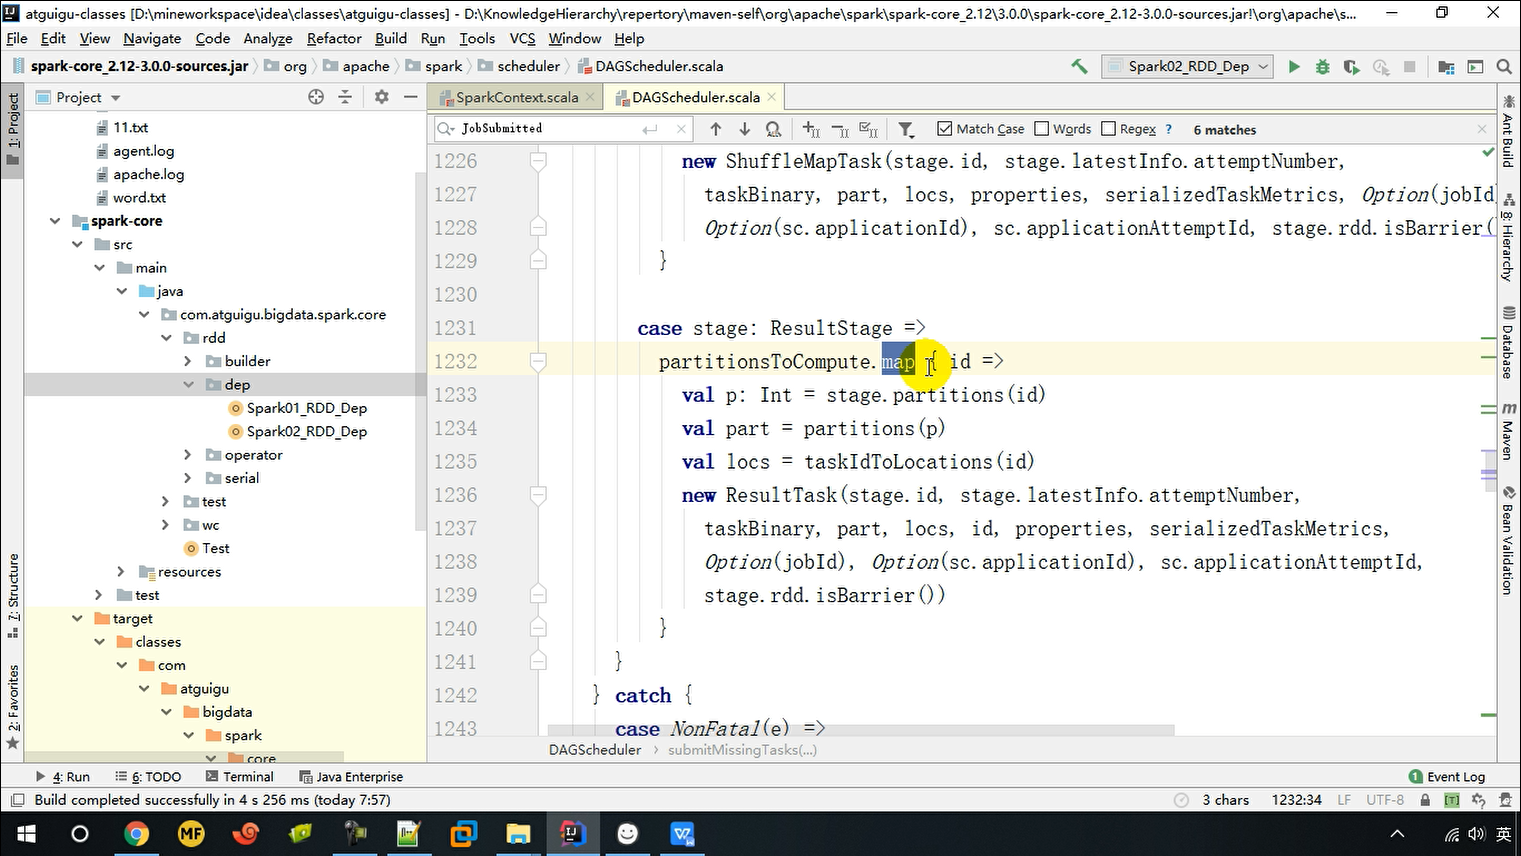 atguigu-classes [D:\mineworkspace\idea\classes\atguigu-classes] - D:\KnowledgeHierarchy\repertory\maven-self\org\apache\spark\spark-core_2.12\3.0.0\spark-core_2.12-3.0.0-sources.jar!\org\apache\s...
File Edit View Navigate Code Analyze Refactor Build Run Tools VCS Window Help
spark-core_2.12-3.0.0-sources.jar org apache spark scheduler DAGScheduler.scala
Spark02_RDD_Dep
Project
SparkContext.scala DAGScheduler.scala
JobSubmitted
Match Case Words Regex ? 6 matches
1: Project
7: Structure
2: Favorites
11.txt
agent.log
apache.log
word.txt
spark-core
src
main
java
com.atguigu.bigdata.spark.core
rdd
builder
dep
Spark01_RDD_Dep
Spark02_RDD_Dep
operator
serial
test
wc
Test
resources
test
target
classes
com
atguigu
bigdata
spark
core
1226 new ShuffleMapTask(stage.id, stage.latestInfo.attemptNumber,
1227 taskBinary, part, locs, properties, serializedTaskMetrics, Option(jobId)
1228 Option(sc.applicationId), sc.applicationAttemptId, stage.rdd.isBarrier(
1229 }
1230
1231 case stage: ResultStage =>
1232 partitionsToCompute.map { id =>
1233 val p: Int = stage.partitions(id)
1234 val part = partitions(p)
1235 val locs = taskIdToLocations(id)
1236 new ResultTask(stage.id, stage.latestInfo.attemptNumber,
1237 taskBinary, part, locs, id, properties, serializedTaskMetrics,
1238 Option(jobId), Option(sc.applicationId), sc.applicationAttemptId,
1239 stage.rdd.isBarrier())
1240 }
1241 }
1242 } catch {
1243 case NonFatal(e) =>
DAGScheduler submitMissingTasks(...)
Ant Build
8: Hierarchy
Database
Maven
Bean Validation
4: Run 6: TODO Terminal Java Enterprise
1 Event Log
Build completed successfully in 4 s 256 ms (today 7:57)
3 chars 1232:34 LF UTF-8 [T]
MF
英